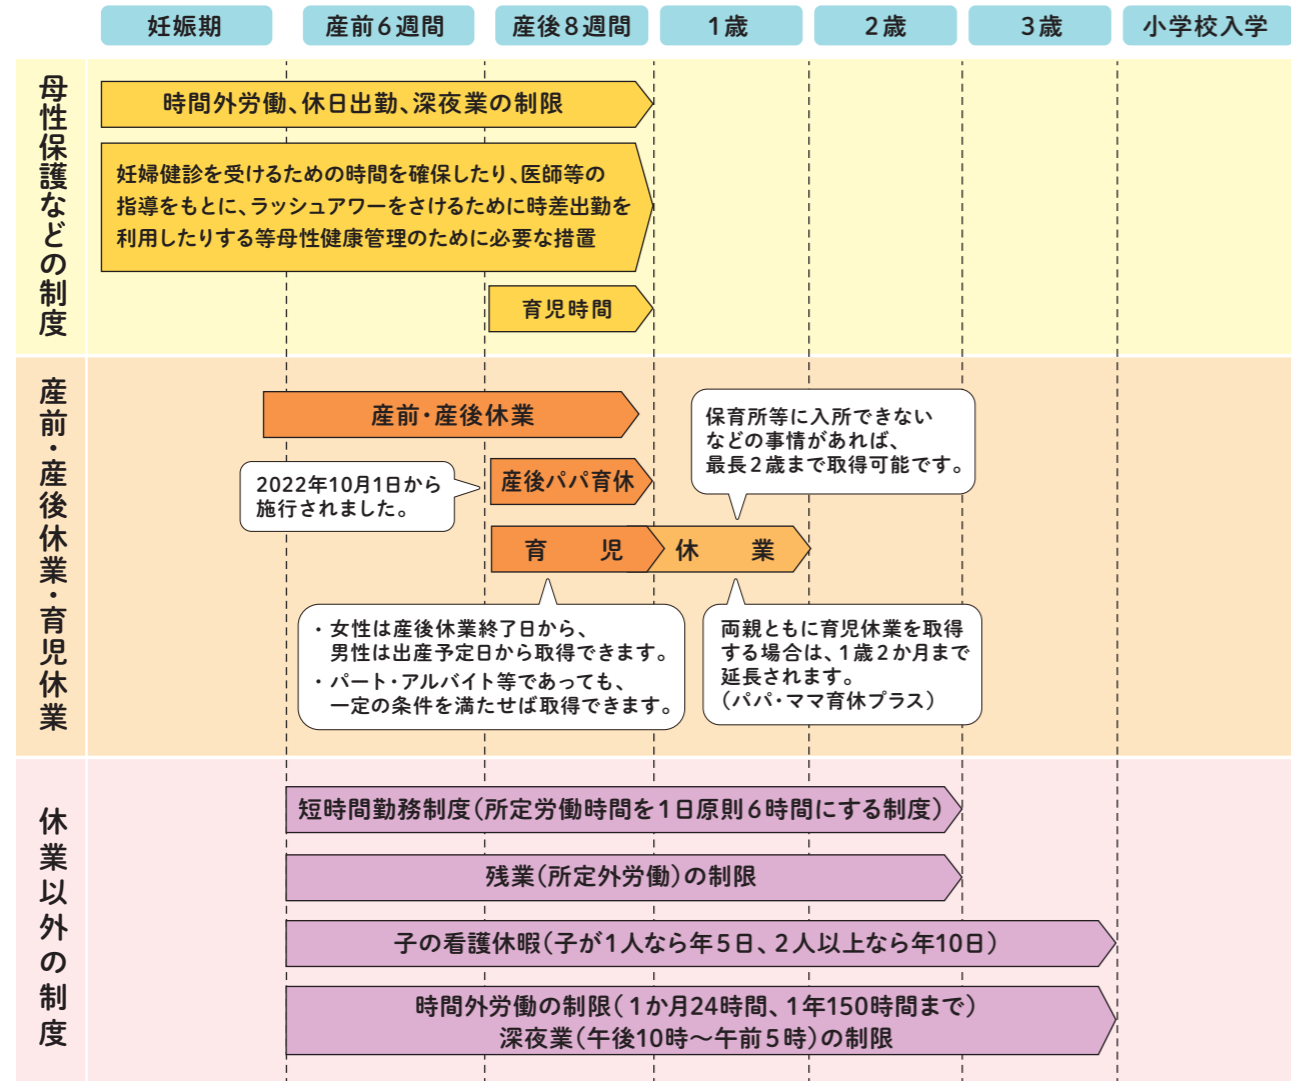 妊娠期
産前6週間
産後8週間
1歳
2歳
3歳
小学校入学
母性保護などの制度
時間外労働、休日出勤、深夜業の制限
妊婦健診を受けるための時間を確保したり、医師等の
指導をもとに、ラッシュアワーをさけるために時差出勤を
利用したりする等母性健康管理のために必要な措置
育児時間
産前・産後休業・育児休業
産前・産後休業
保育所等に入所できない
などの事情があれば、
最長2歳まで取得可能です。
2022年10月1日から
施行されました。
産後パパ育休
育児休業
・女性は産後休業終了日から、
男性は出産予定日から取得できます。
・パート・アルバイト等であっても、
一定の条件を満たせば取得できます。
両親ともに育児休業を取得
する場合は、1歳2か月まで
延長されます。
(パパ・ママ育休プラス)
休業以外の制度
短時間勤務制度(所定労働時間を1日原則6時間にする制度)
残業(所定外労働)の制限
子の看護休暇(子が1人なら年5日、2人以上なら年10日)
時間外労働の制限(1か月24時間、1年150時間まで)
深夜業(午後10時〜午前5時)の制限